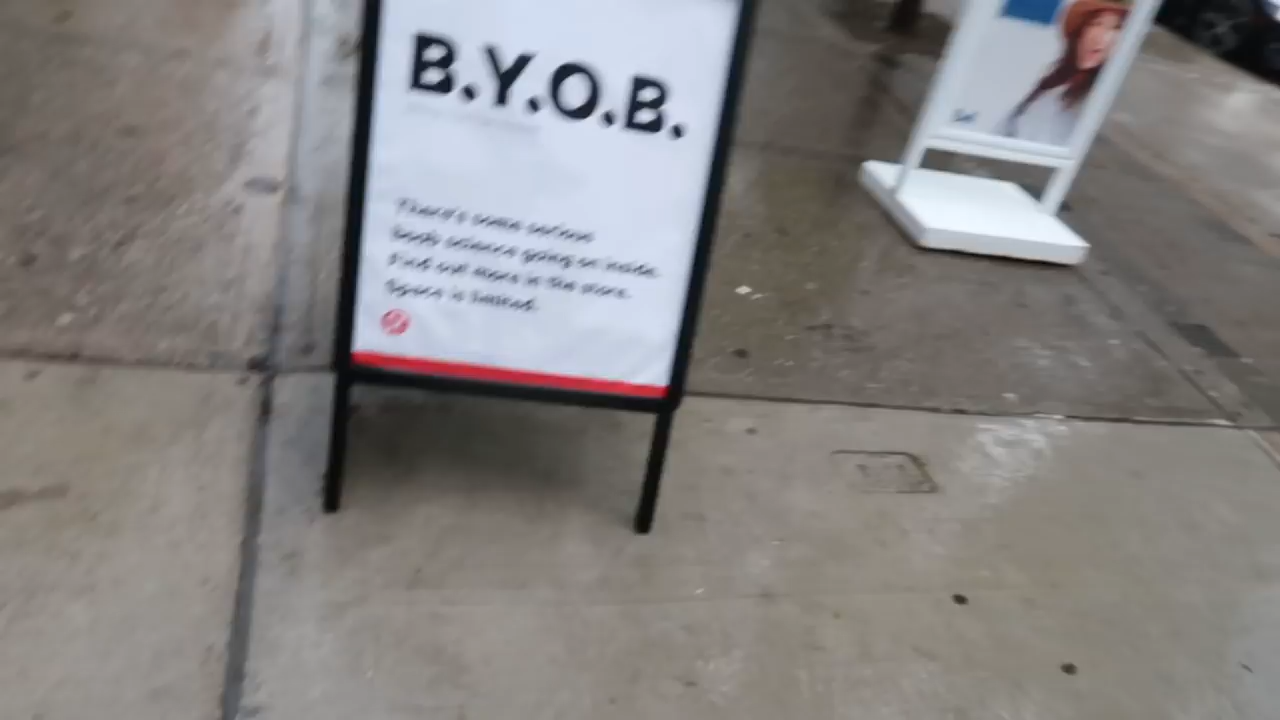 B.Y.O.B.
There's some serious
body science going on inside.
Find out more in the store.
Space is limited.